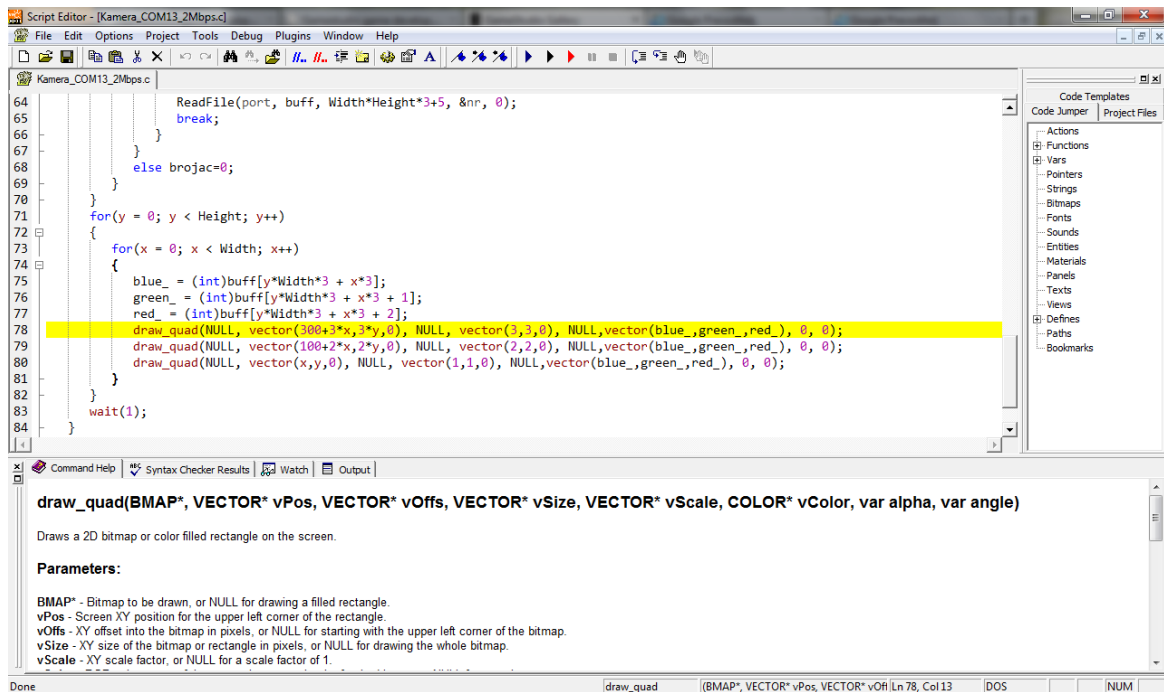 Script Editor - [Kamera_COM13_2Mbps.c]
File Edit Options Project Tools Debug Plugins Window Help
Kamera_COM13_2Mbps.c
64 ReadFile(port, buff, Width*Height*3+5, &nr, 0);
65 break;
66 }
67 }
68 else brojac=0;
69 }
70 }
71 for(y = 0; y < Height; y++)
72 {
73 for(x = 0; x < Width; x++)
74 {
75 blue_ = (int)buff[y*Width*3 + x*3];
76 green_ = (int)buff[y*Width*3 + x*3 + 1];
77 red_ = (int)buff[y*Width*3 + x*3 + 2];
78 draw_quad(NULL, vector(300+3*x,3*y,0), NULL, vector(3,3,0), NULL,vector(blue_,green_,red_), 0, 0);
79 draw_quad(NULL, vector(100+2*x,2*y,0), NULL, vector(2,2,0), NULL,vector(blue_,green_,red_), 0, 0);
80 draw_quad(NULL, vector(x,y,0), NULL, vector(1,1,0), NULL,vector(blue_,green_,red_), 0, 0);
81 }
82 }
83 wait(1);
84 }
Code Templates
Code Jumper Project Files
Actions
Functions
Vars
Pointers
Strings
Bitmaps
Fonts
Sounds
Entities
Materials
Panels
Texts
Views
Defines
Paths
Bookmarks
Command Help Syntax Checker Results Watch Output
draw_quad(BMAP*, VECTOR* vPos, VECTOR* vOffs, VECTOR* vSize, VECTOR* vScale, COLOR* vColor, var alpha, var angle)
Draws a 2D bitmap or color filled rectangle on the screen.
Parameters:
BMAP* - Bitmap to be drawn, or NULL for drawing a filled rectangle.
vPos - Screen XY position for the upper left corner of the rectangle.
vOffs - XY offset into the bitmap in pixels, or NULL for starting with the upper left corner of the bitmap.
vSize - XY size of the bitmap or rectangle in pixels, or NULL for drawing the whole bitmap.
vScale - XY scale factor, or NULL for a scale factor of 1.
Done draw_quad (BMAP*, VECTOR* vPos, VECTOR* vOff Ln 78, Col 13 DOS NUM